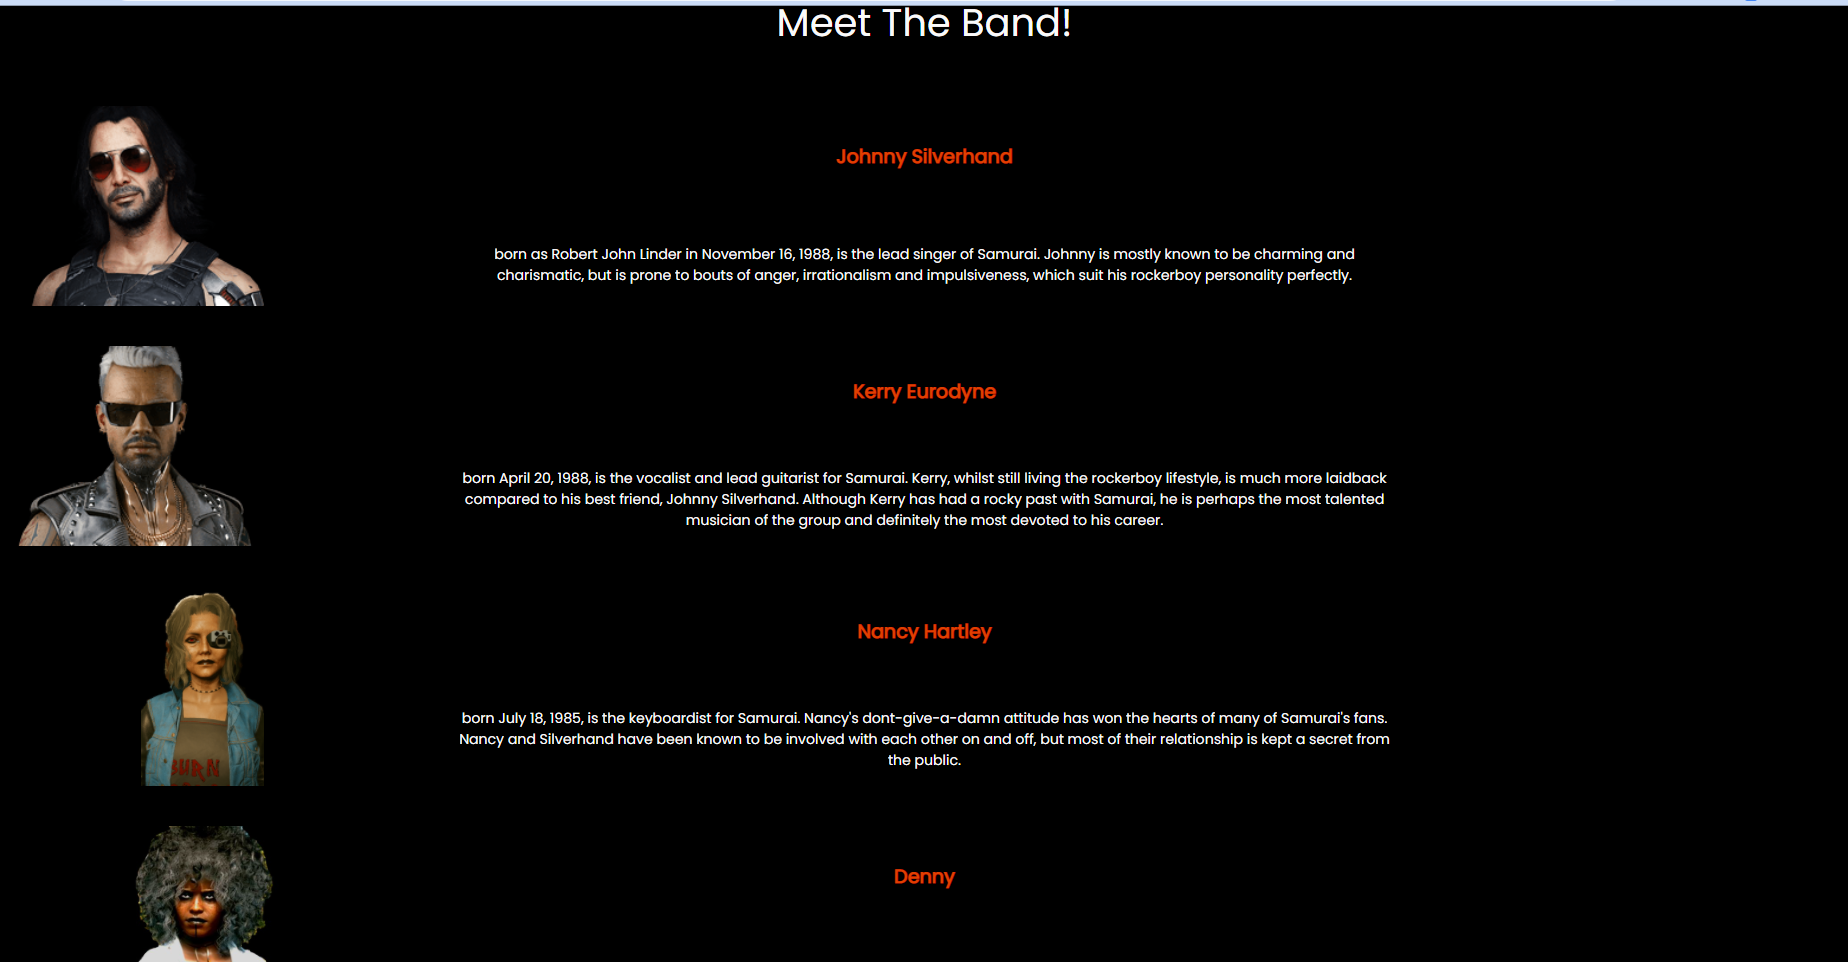 Meet The Band!
Johnny Silverhand
born as Robert John Linder in November 16, 1988, is the lead singer of Samurai. Johnny is mostly known to be charming and
charismatic, but is prone to bouts of anger, irrationalism and impulsiveness, which suit his rockerboy personality perfectly.
Kerry Eurodyne
born April 20, 1988, is the vocalist and lead guitarist for Samurai. Kerry, whilst still living the rockerboy lifestyle, is much more laidback
compared to his best friend, Johnny Silverhand. Although Kerry has had a rocky past with Samurai, he is perhaps the most talented
musician of the group and definitely the most devoted to his career.
Nancy Hartley
born July 18, 1985, is the keyboardist for Samurai. Nancy's dont-give-a-damn attitude has won the hearts of many of Samurai's fans.
Nancy and Silverhand have been known to be involved with each other on and off, but most of their relationship is kept a secret from
the public.
BURN
Denny